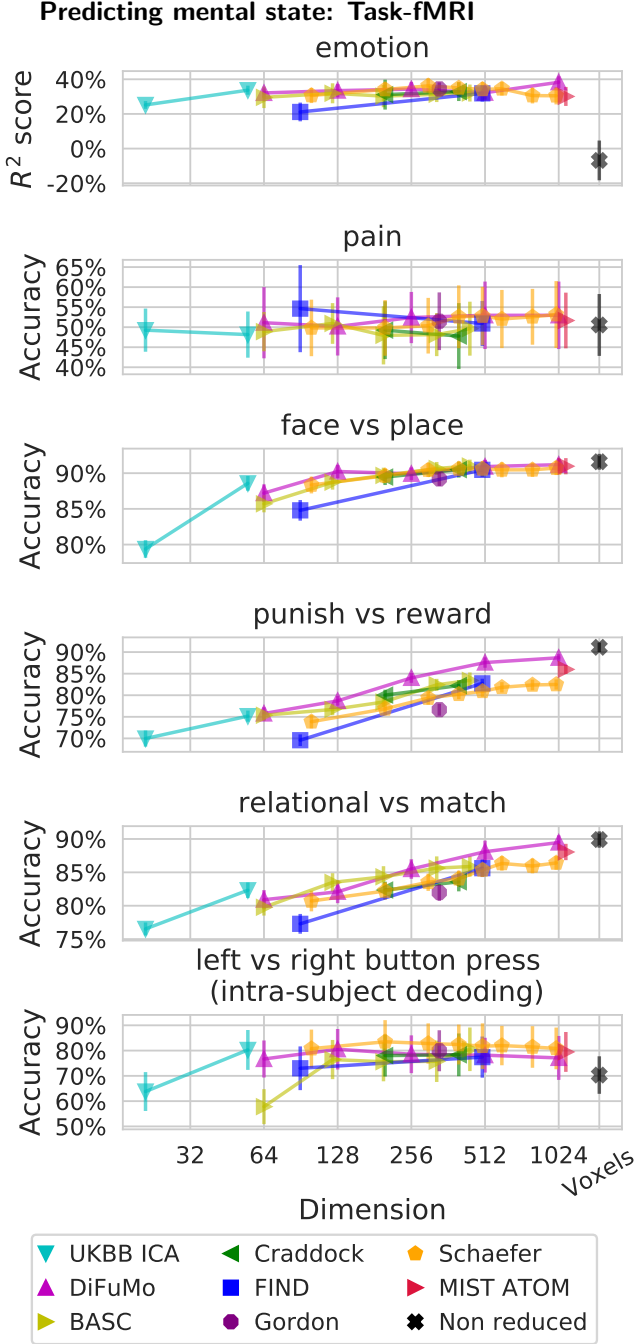 Predicting mental state: Task-fMRI
emotion
40%
20%
0%
-20%
R² score
pain
65%
60%
55%
50%
45%
40%
Accuracy
face vs place
90%
85%
80%
Accuracy
punish vs reward
90%
85%
80%
75%
70%
Accuracy
relational vs match
90%
85%
80%
75%
Accuracy
left vs right button press
(intra-subject decoding)
90%
80%
70%
60%
50%
Accuracy
32 64 128 256 512 1024 Voxels
Dimension
UKBB ICA Craddock Schaefer
DiFuMo FIND MIST ATOM
BASC Gordon Non reduced